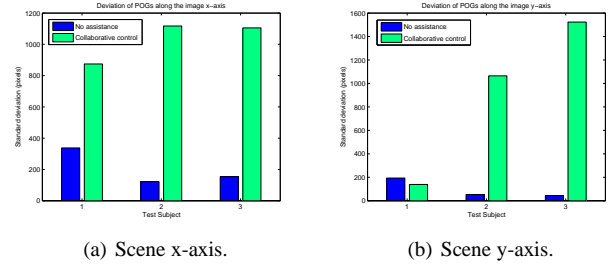 Deviation of POGs along the image x-axis
No assistance
Collaborative control
Standard deviation (pixels)
1200
1000
800
600
400
200
0
1 2 3
Test Subject
(a) Scene x-axis.
Deviation of POGs along the image y-axis
No assistance
Collaborative control
Standard deviation (pixels)
1600
1400
1200
1000
800
600
400
200
0
1 2 3
Test Subject
(b) Scene y-axis.